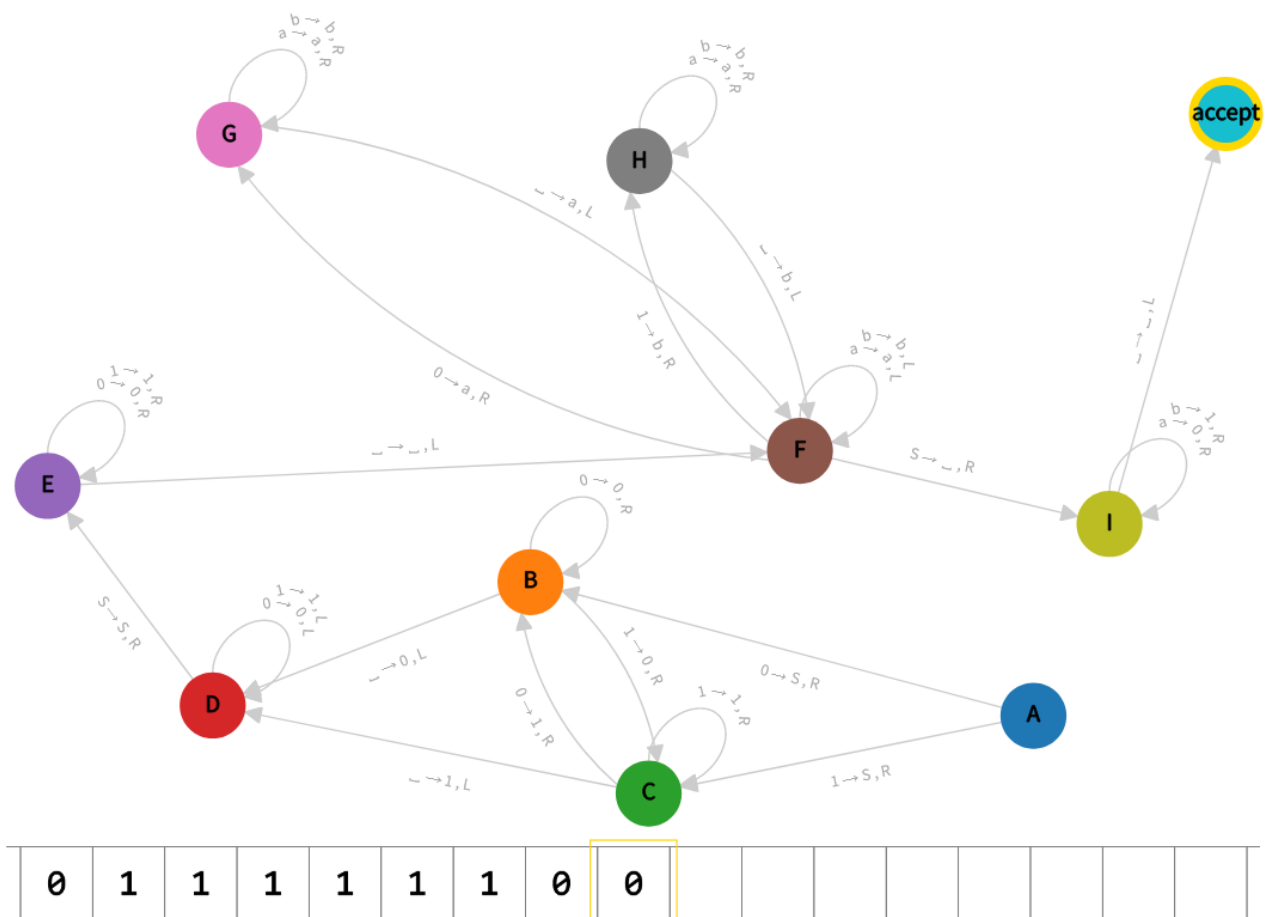 b→b,R
a→a,R
G
b→b,R
a→a,R
H
accept
␣→a,L
␣→b,L
1→b,R
0→a,R
b→b,L
a→a,L
␣→␣,L
1→1,R
0→0,R
E
␣→␣,L
F
S→␣,R
b→1,R
a→0,R
I
0→0,R
B
S→S,R
1→1,L
0→0,L
D
␣→0,L
1→0,R
0→S,R
0→1,R
1→1,R
A
␣→1,L
C
1→S,R
0 1 1 1 1 1 1 0 0